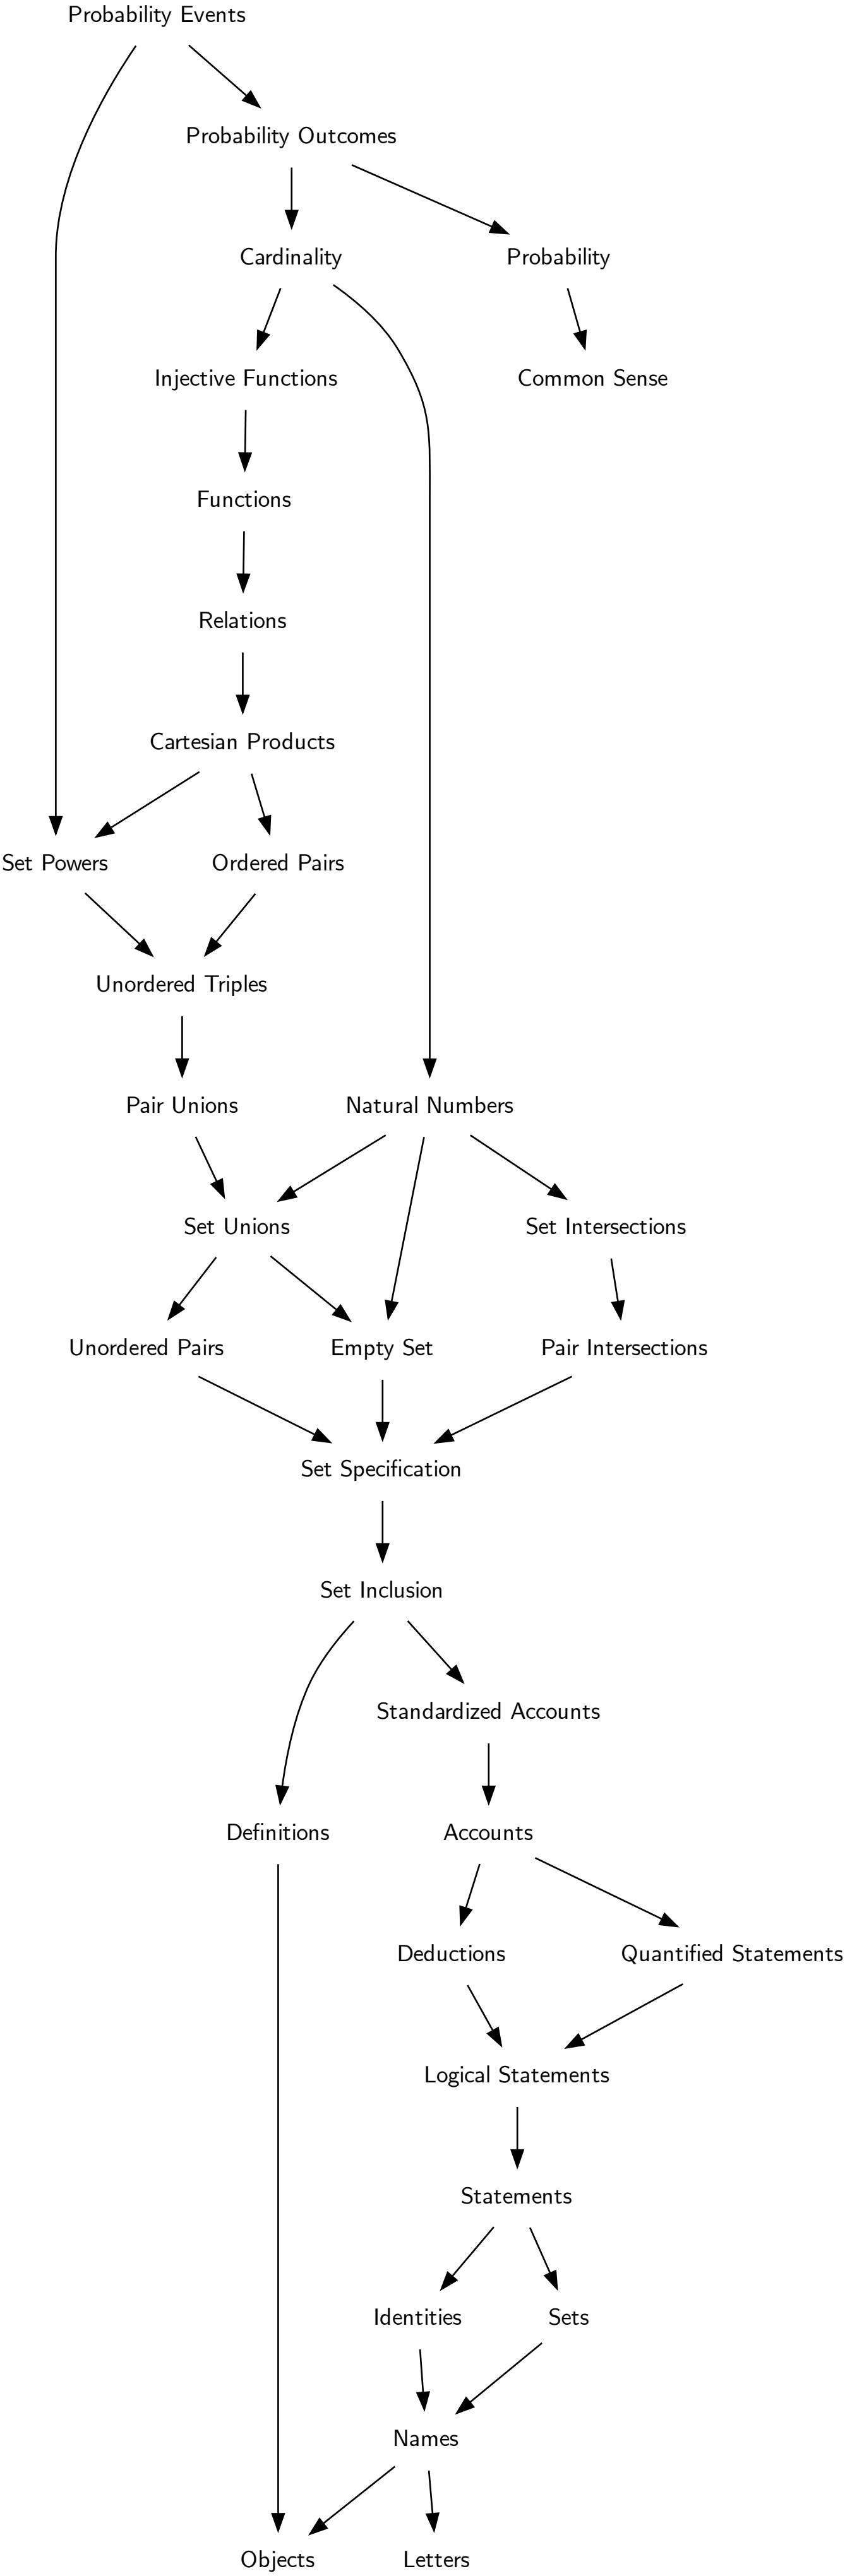 Probability Events
Probability Outcomes
Cardinality
Probability
Injective Functions
Common Sense
Functions
Relations
Cartesian Products
Set Powers
Ordered Pairs
Unordered Triples
Pair Unions
Natural Numbers
Set Unions
Set Intersections
Unordered Pairs
Empty Set
Pair Intersections
Set Specification
Set Inclusion
Standardized Accounts
Definitions
Accounts
Deductions
Quantified Statements
Logical Statements
Statements
Identities
Sets
Names
Objects
Letters